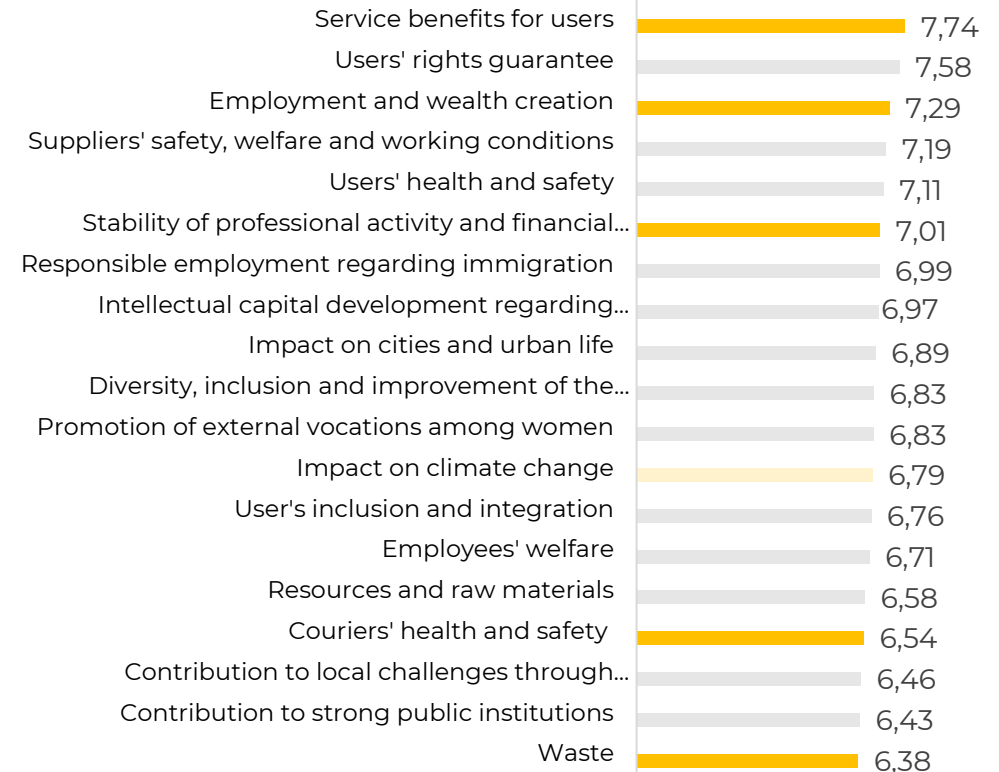 Service benefits for users 7,74
Users' rights guarantee 7,58
Employment and wealth creation 7,29
Suppliers' safety, welfare and working conditions 7,19
Users' health and safety 7,11
Stability of professional activity and financial... 7,01
Responsible employment regarding immigration 6,99
Intellectual capital development regarding... 6,97
Impact on cities and urban life 6,89
Diversity, inclusion and improvement of the... 6,83
Promotion of external vocations among women 6,83
Impact on climate change 6,79
User's inclusion and integration 6,76
Employees' welfare 6,71
Resources and raw materials 6,58
Couriers' health and safety 6,54
Contribution to local challenges through... 6,46
Contribution to strong public institutions 6,43
Waste 6,38